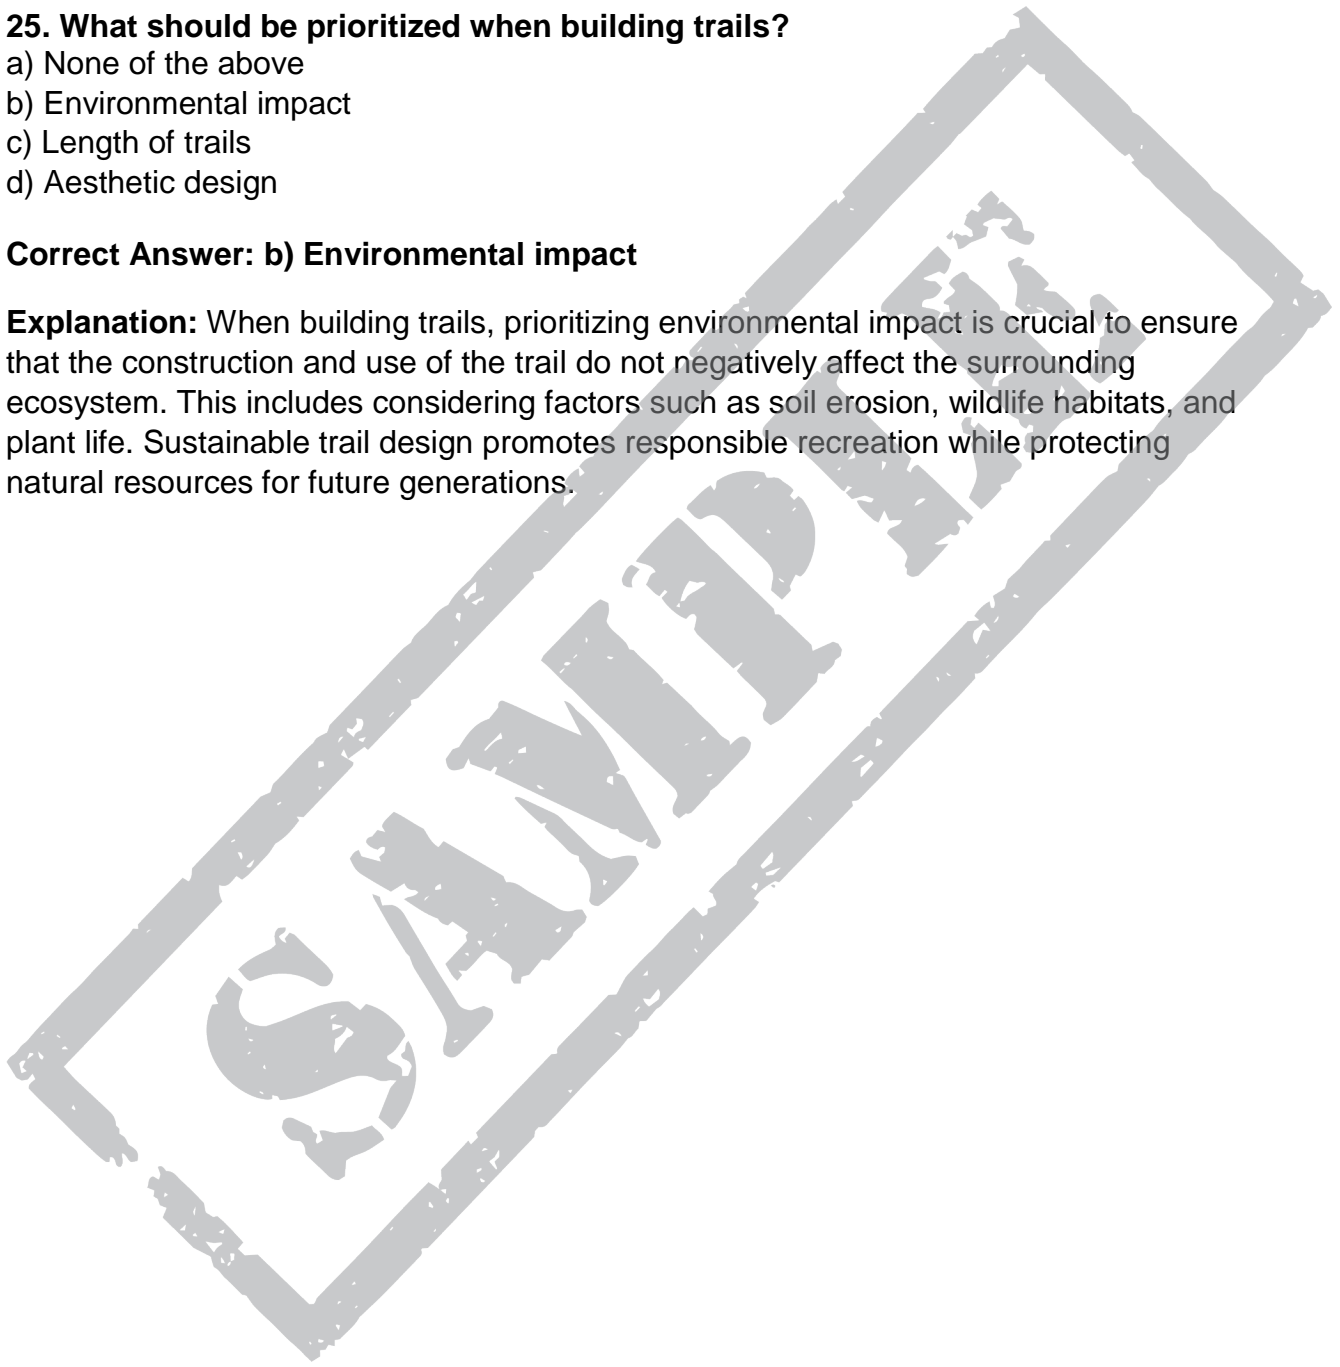 25. What should be prioritized when building trails?
a) None of the above
b) Environmental impact
c) Length of trails
d) Aesthetic design
Correct Answer: b) Environmental impact
Explanation: When building trails, prioritizing environmental impact is crucial to ensure
that the construction and use of the trail do not negatively affect the surrounding
ecosystem. This includes considering factors such as soil erosion, wildlife habitats, and
plant life. Sustainable trail design promotes responsible recreation while protecting
natural resources for future generations.
SAMPLE